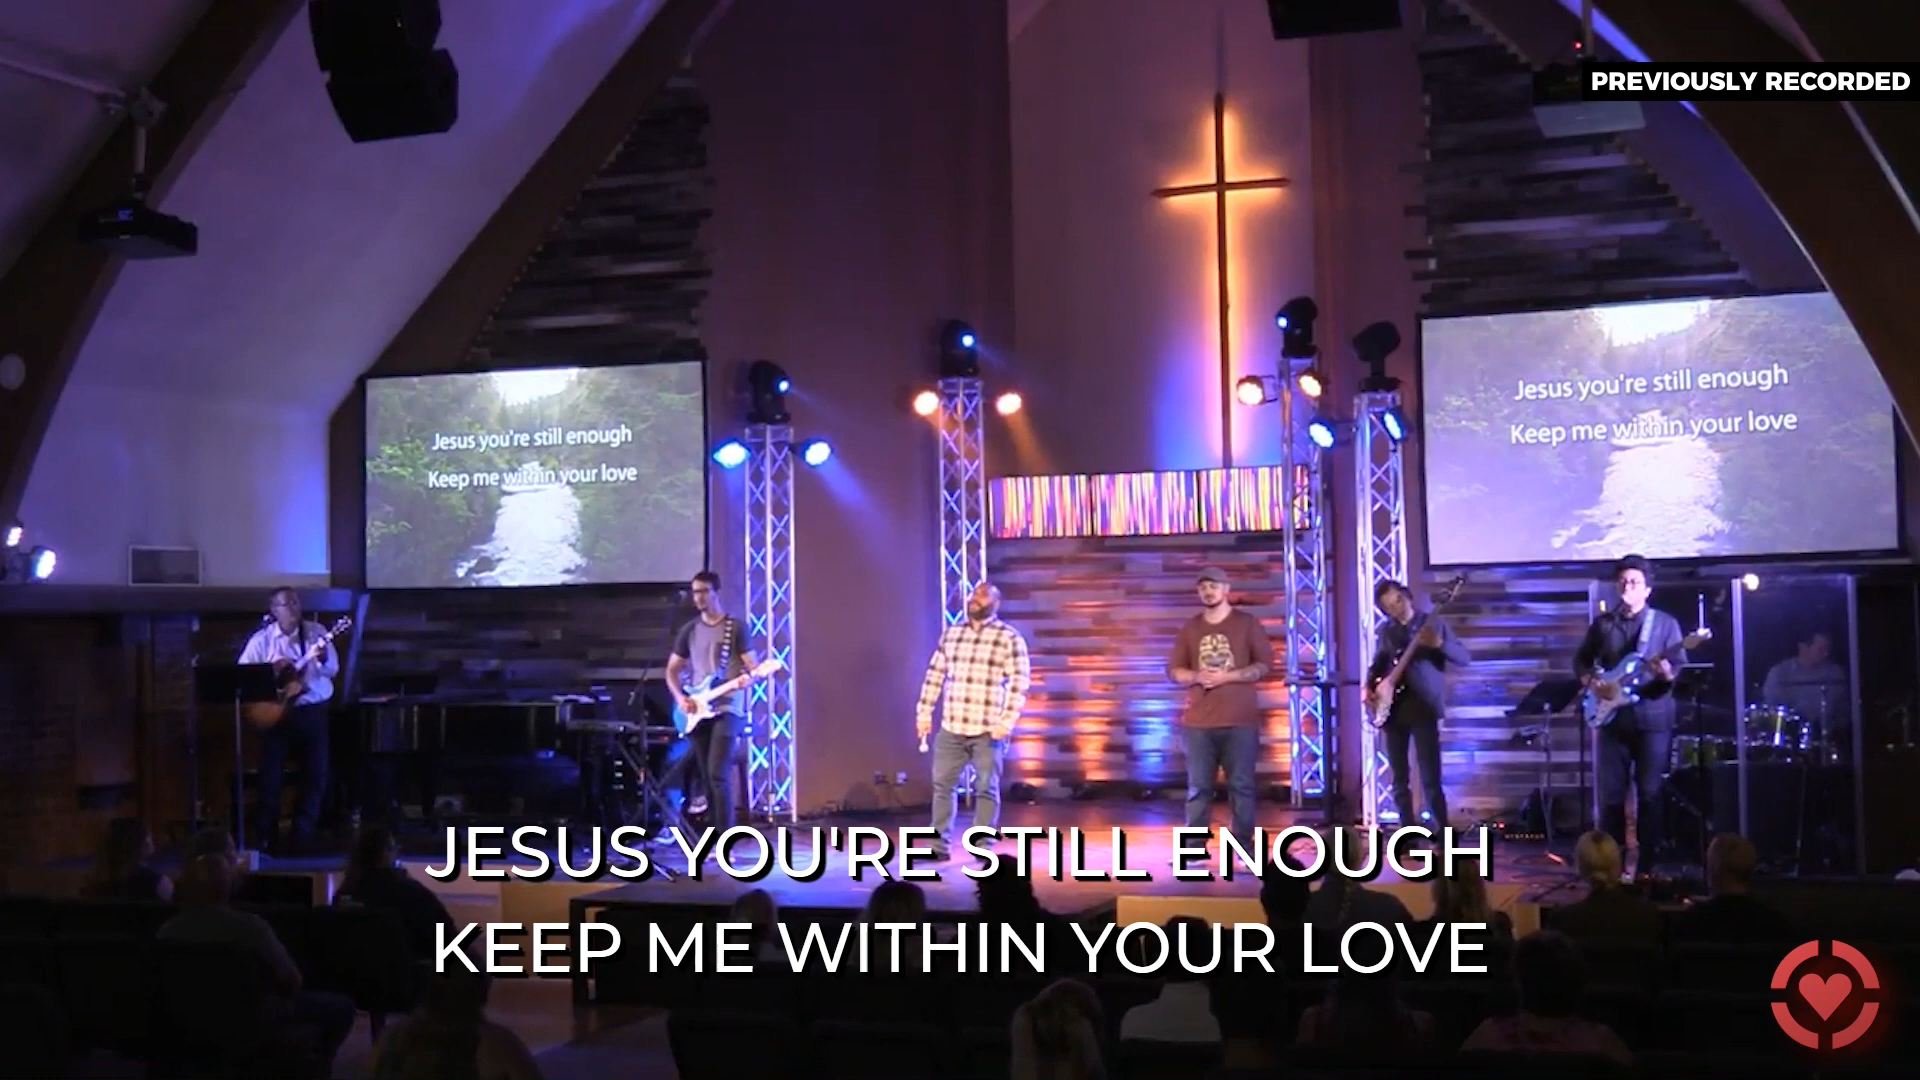 PREVIOUSLY RECORDED
Jesus you're still enough
Keep me within your love
Jesus you're still enough
Keep me within your love
JESUS YOU'RE STILL ENOUGH
KEEP ME WITHIN YOUR LOVE